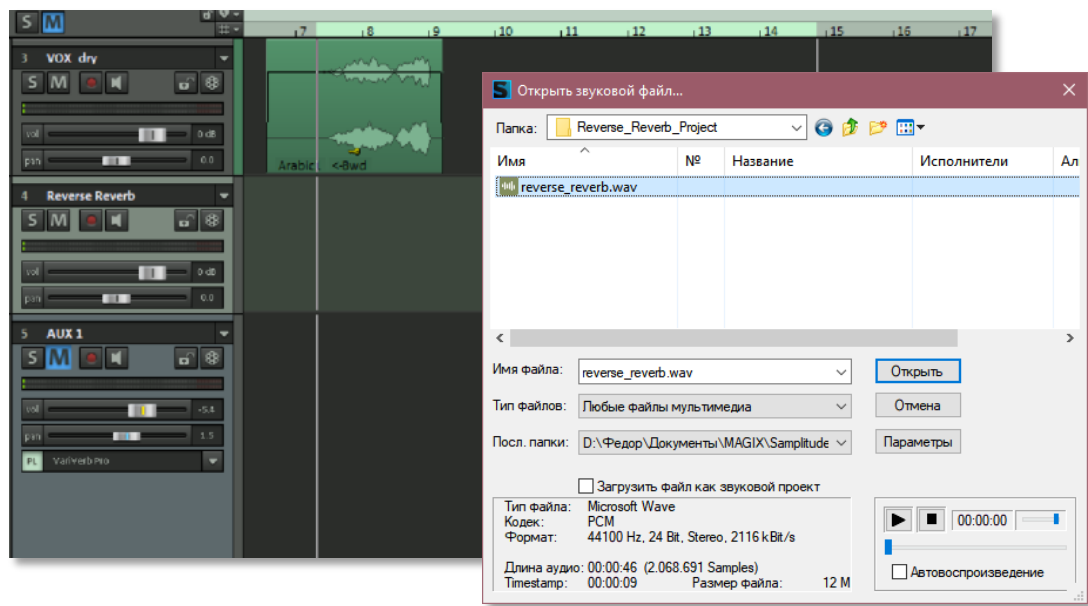 S M
7 8 9 10 11 12 13 14 15 16 17
3 VOX dry
S M
vol 0 dB
pan 0.0
Arabic <-Bwd
4 Reverse Reverb
S M
vol 0 dB
pan 0.0
5 AUX 1
S M
vol -5.4
pan 1.5
PL VariVerb Pro
S Открыть звуковой файл...
Папка: Reverse_Reverb_Project
Имя № Название Исполнители Ал
reverse_reverb.wav
Имя файла: reverse_reverb.wav Открыть
Тип файлов: Любые файлы мультимедиа Отмена
Посл. папки: D:\Федор\Документы\MAGIX\Samplitude Параметры
Загрузить файл как звуковой проект
Тип файла: Microsoft Wave
Кодек: PCM
Формат: 44100 Hz, 24 Bit, Stereo, 2116 kBit/s
Длина аудио: 00:00:46 (2.068.691 Samples)
Timestamp: 00:00:09 Размер файла: 12 M
00:00:00
Автовоспроизведение